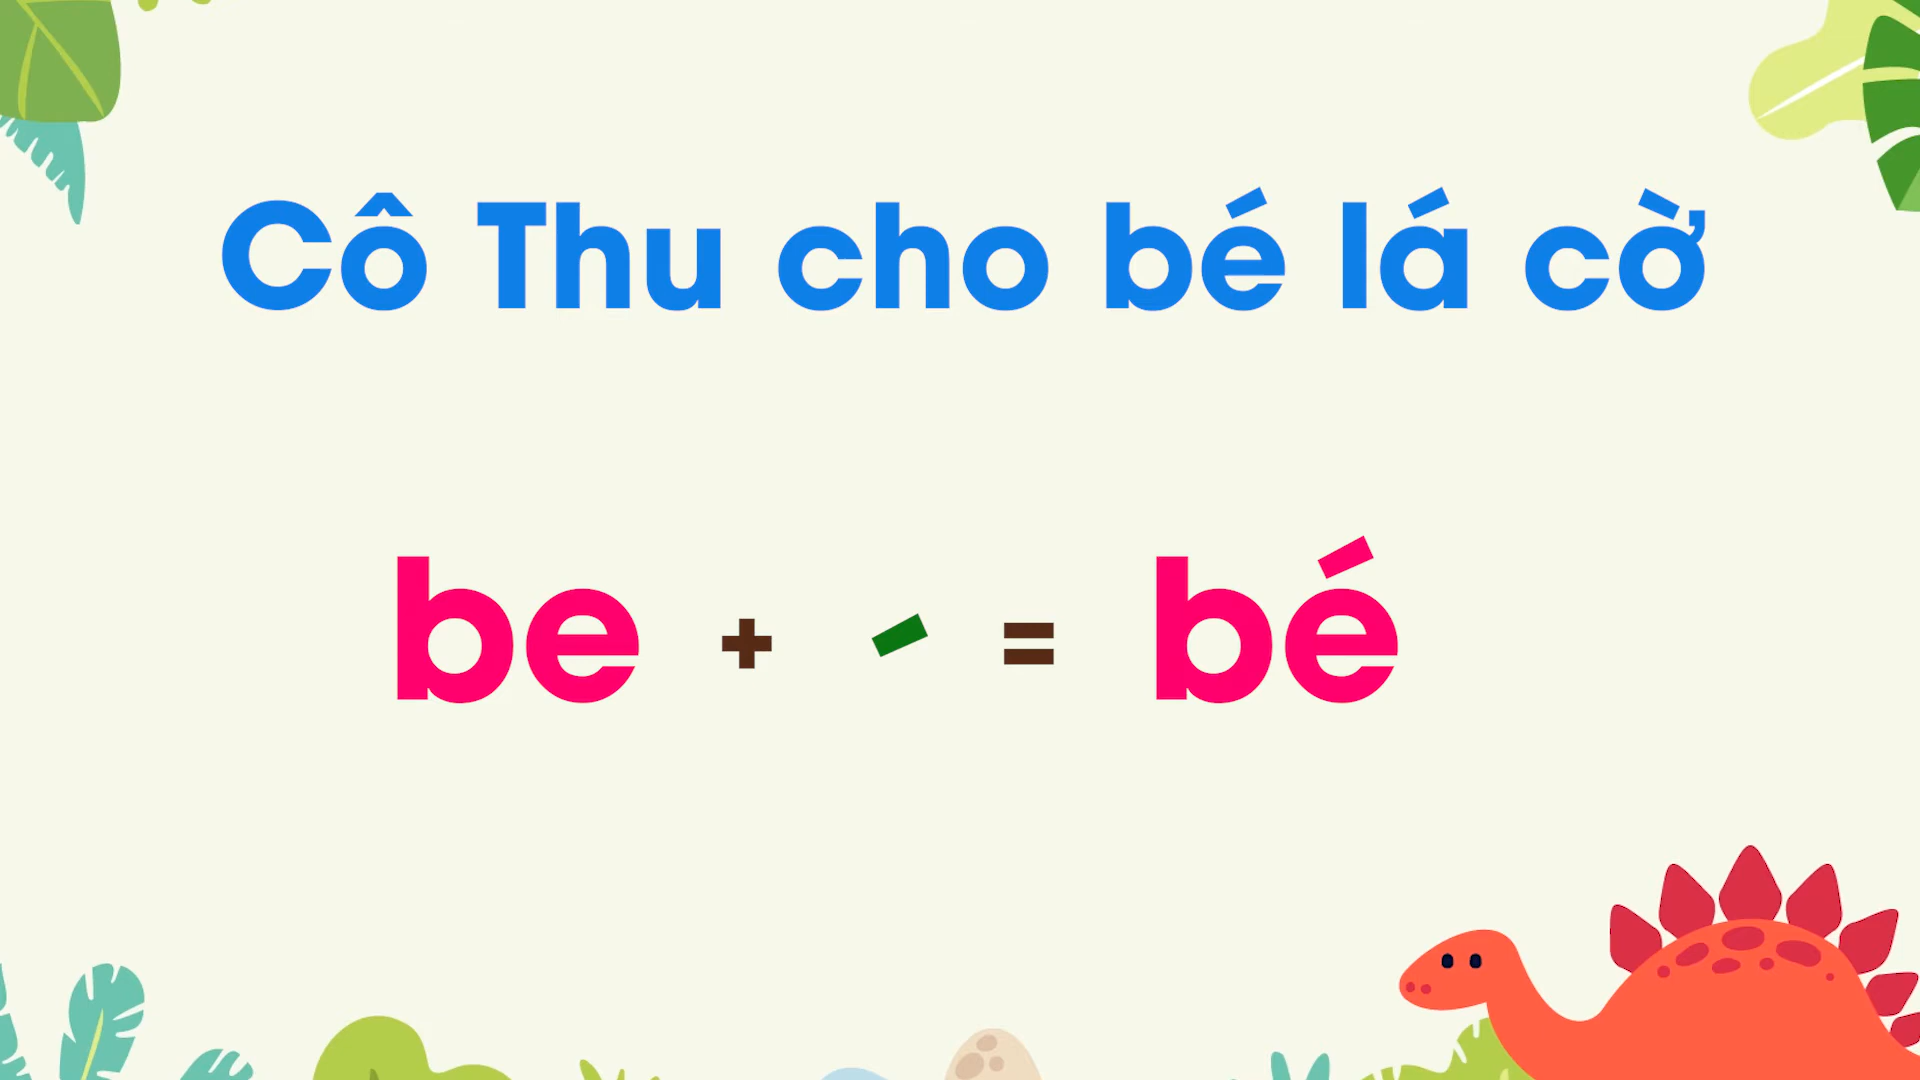 Cô Thu cho bé lá cờ
be + ˊ = bé